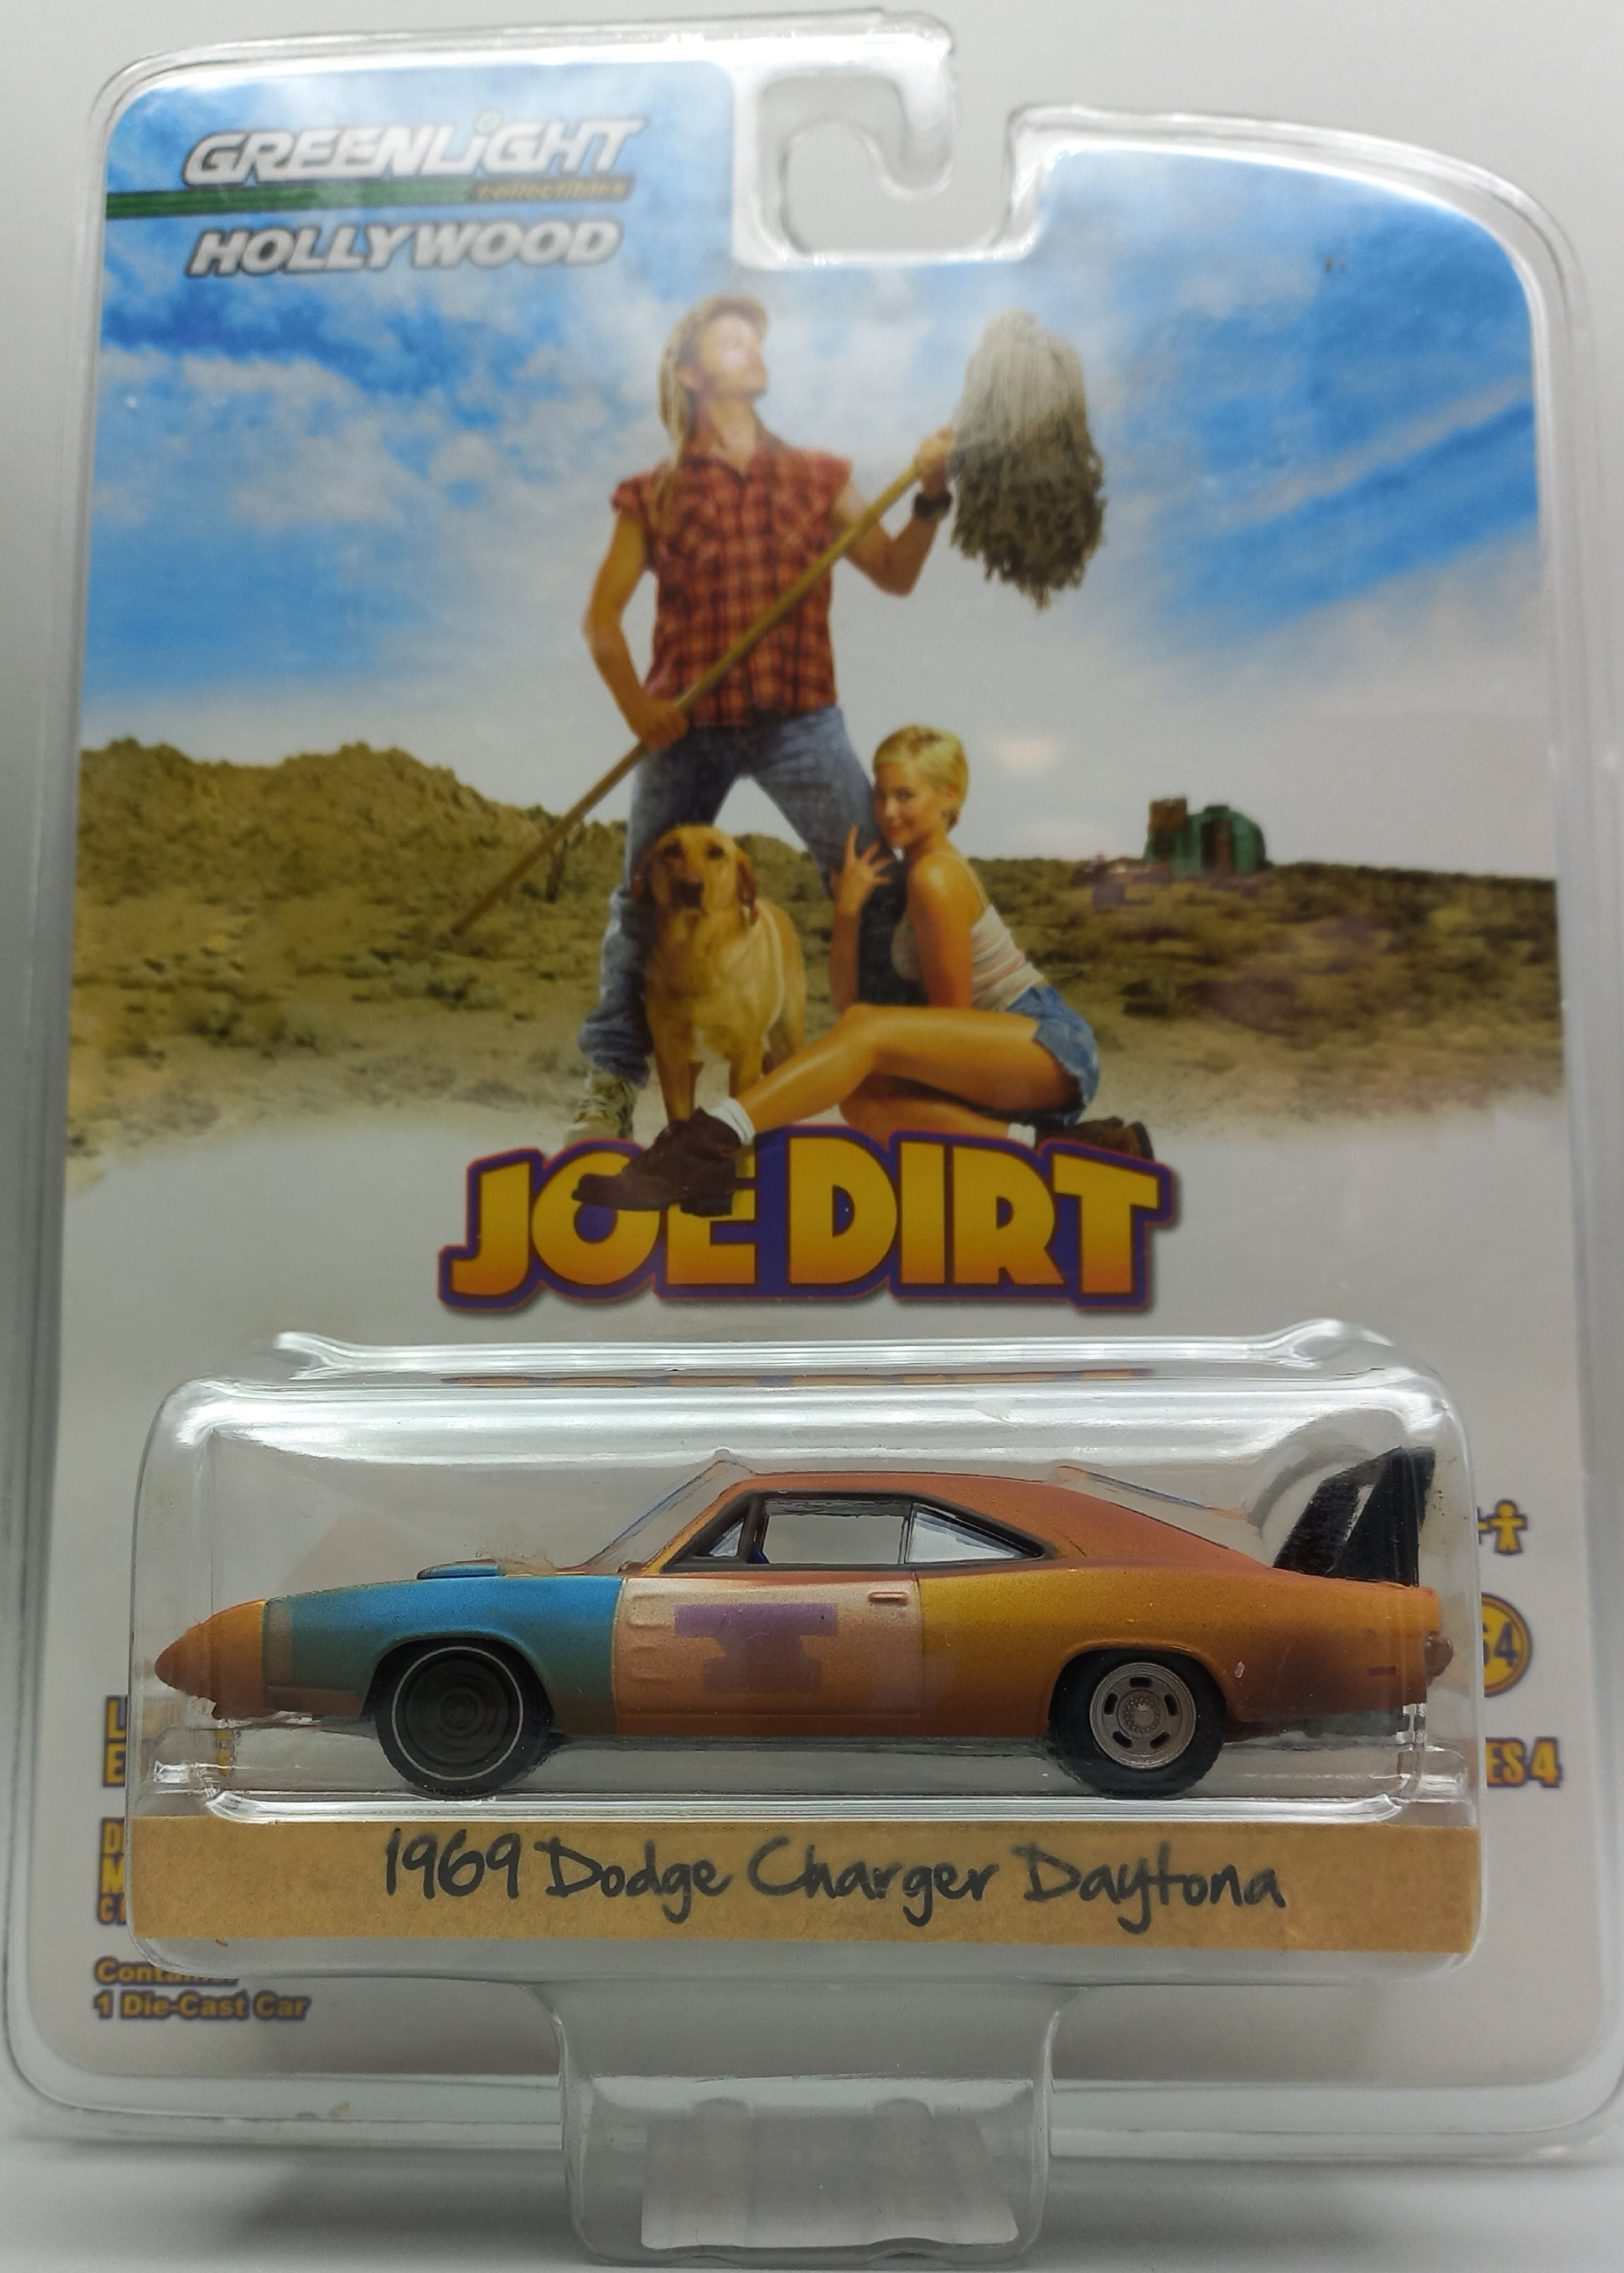 GREENLiGHT
collectibles
HOLLYWOOD
JOE DIRT
1969 Dodge Charger Daytona
1 Die-Cast Car